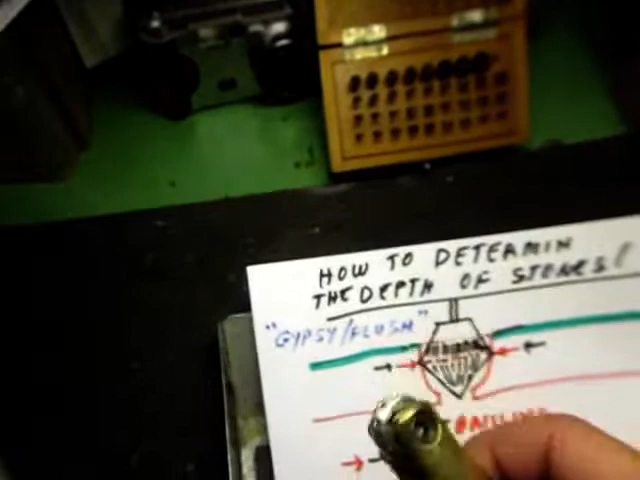 HOW TO DETERMIN
THE DEPTH OF STONES!
"GYPSY/FLUSH"